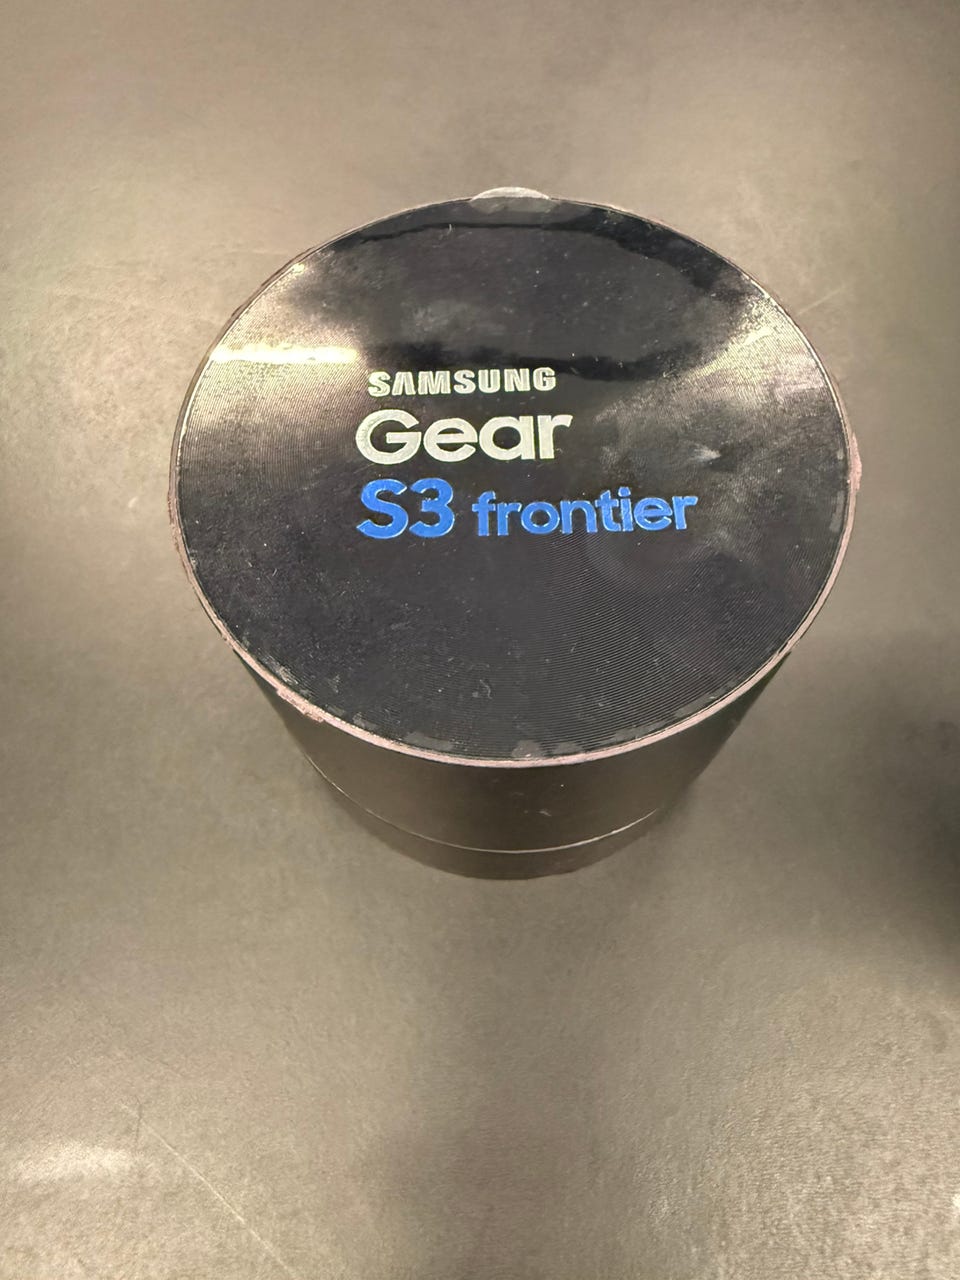 SAMSUNG
Gear
S3 frontier